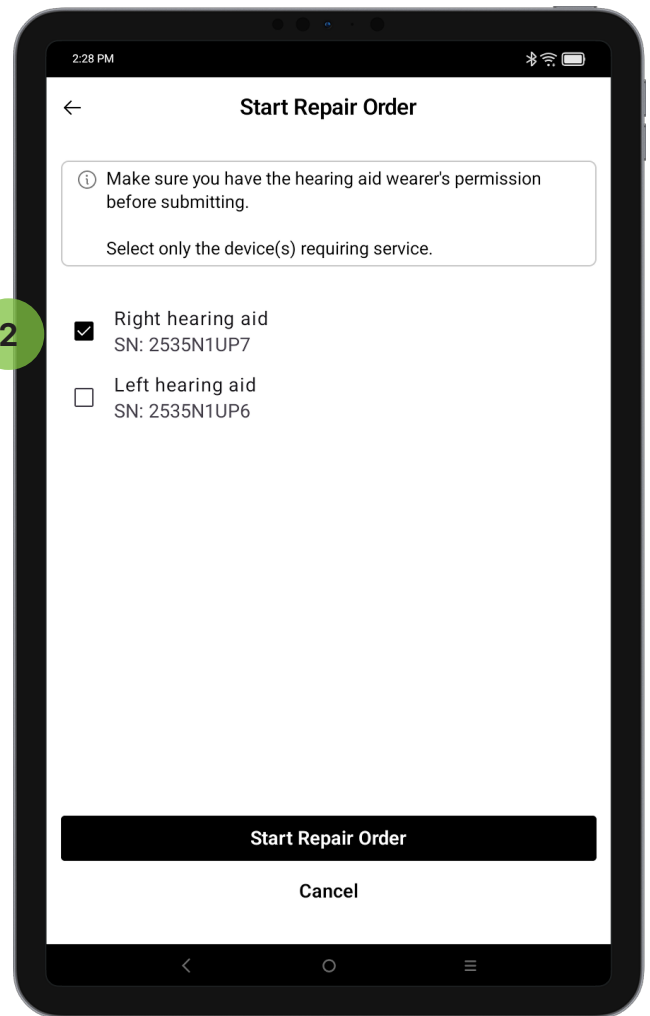 2:28 PM
Start Repair Order
Make sure you have the hearing aid wearer's permission
before submitting.
Select only the device(s) requiring service.
2
Right hearing aid
SN: 2535N1UP7
Left hearing aid
SN: 2535N1UP6
Start Repair Order
Cancel